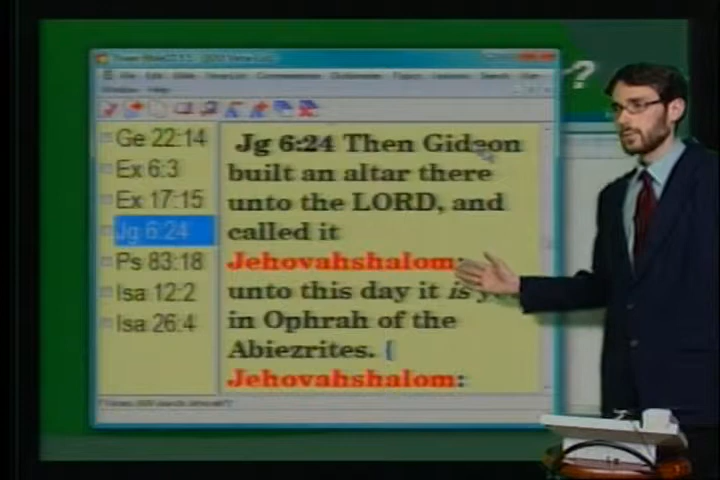 ?
Ge 22:14
Ex 6:3
Ex 17:15
Jg 6:24
Ps 83:18
Isa 12:2
Isa 26:4
Jg 6:24 Then Gideon
built an altar there
unto the LORD, and
called it
Jehovahshalom:
unto this day it is
in Ophrah of the
Abiezrites. {
Jehovahshalom: